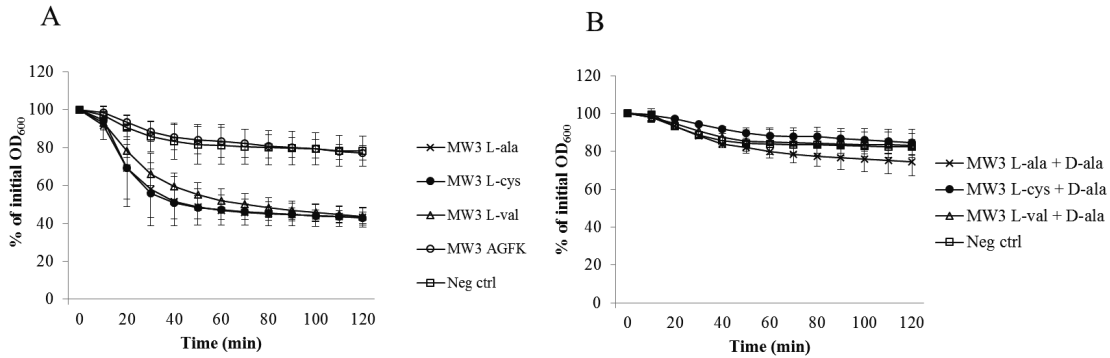 A
% of initial OD600
120
100
80
60
40
20
0
0 20 40 60 80 100 120
Time (min)
MW3 L-ala
MW3 L-cys
MW3 L-val
MW3 AGFK
Neg ctrl
B
% of initial OD600
120
100
80
60
40
20
0
0 20 40 60 80 100 120
Time (min)
MW3 L-ala + D-ala
MW3 L-cys + D-ala
MW3 L-val + D-ala
Neg ctrl